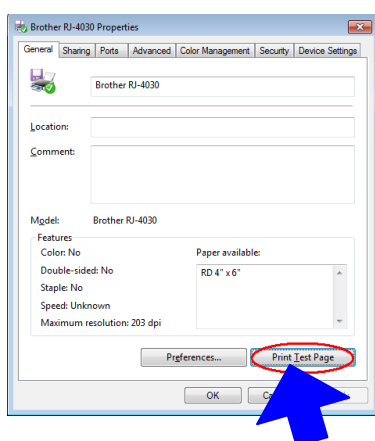 Brother RJ-4030 Properties
General Sharing Ports Advanced Color Management Security Device Settings
Brother RJ-4030
Location:
Comment:
Model: Brother RJ-4030
Features
Color: No
Paper available:
Double-sided: No
RD 4" x 6"
Staple: No
Speed: Unknown
Maximum resolution: 203 dpi
Preferences... Print Test Page
OK